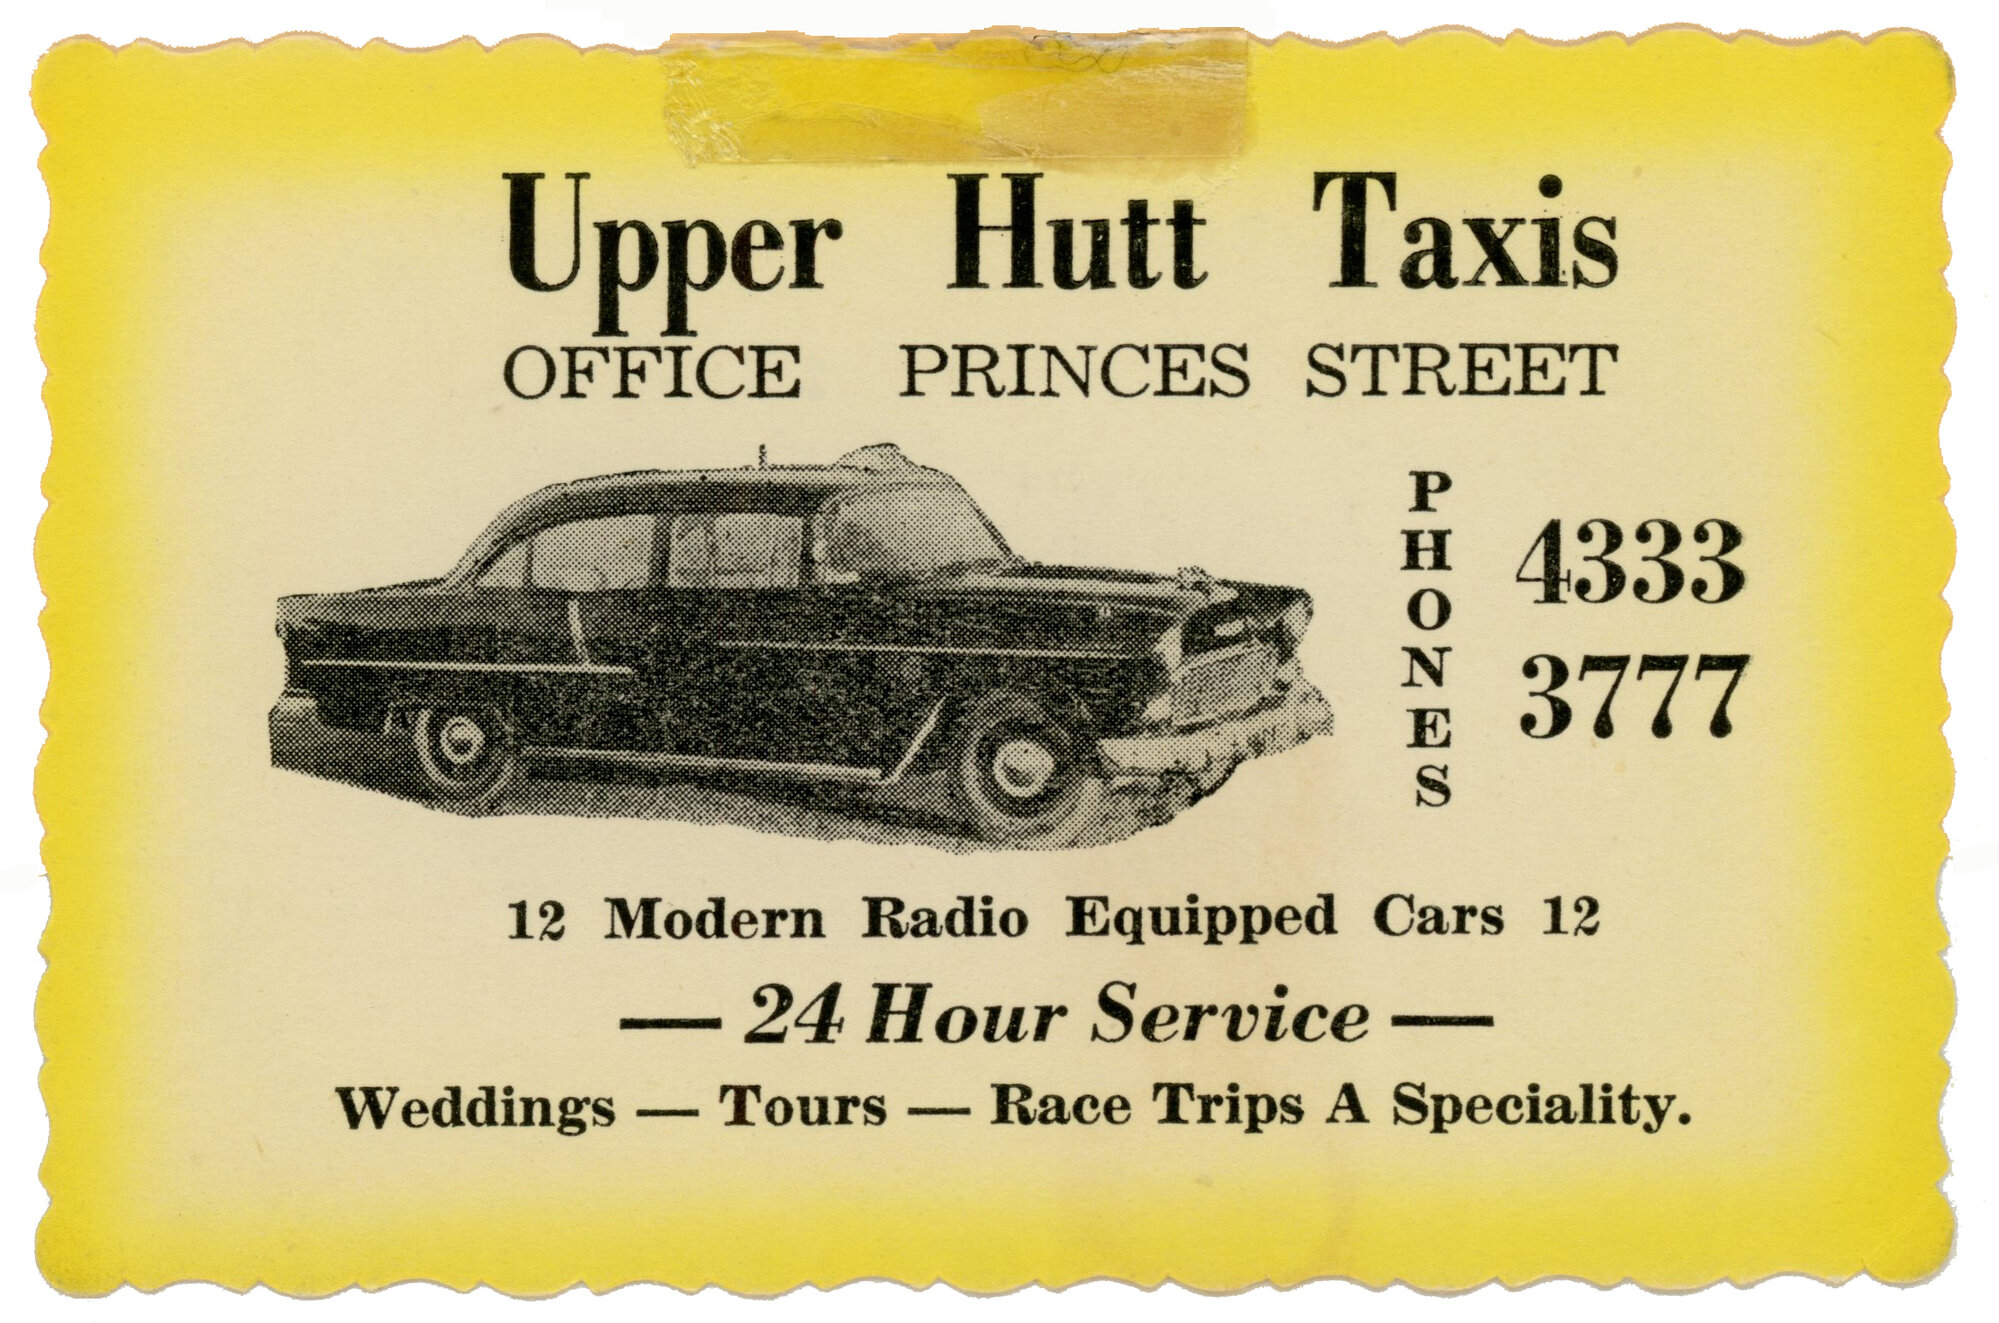 Upper Hutt Taxis
OFFICE PRINCES STREET
PHONES
4333
3777
12 Modern Radio Equipped Cars 12
— 24 Hour Service —
Weddings — Tours — Race Trips A Speciality.